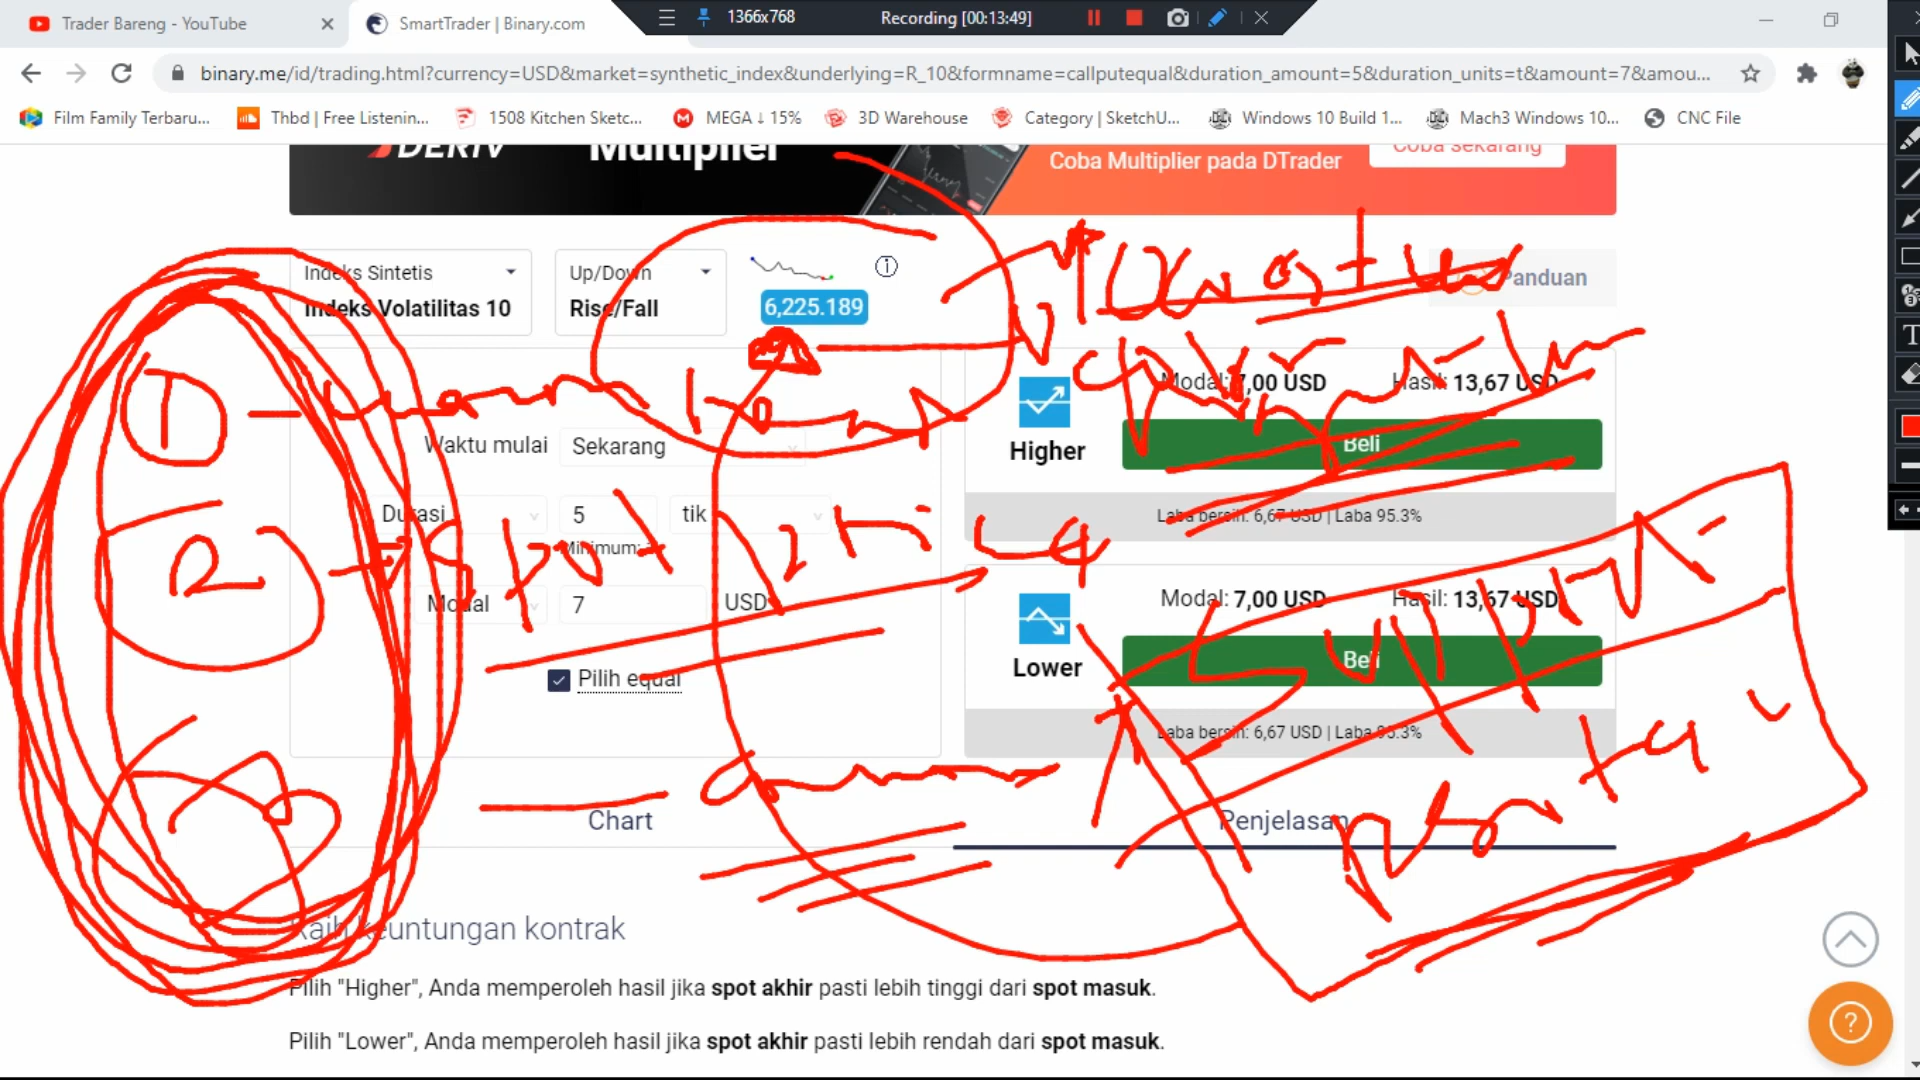 Trader Bareng - YouTube
SmartTrader | Binary.com
1366x768
Recording [00:13:49]
binary.me/id/trading.html?currency=USD&market=synthetic_index&underlying=R_10&formname=callputequal&duration_amount=5&duration_units=t&amount=7&amou...
Film Family Terbaru...
Thbd | Free Listenin...
1508 Kitchen Sketc...
MEGA ↓ 15%
3D Warehouse
Category | SketchU...
Windows 10 Build 1...
Mach3 Windows 10...
CNC File
DERIV
Multiplier
Coba Multiplier pada DTrader
Coba sekarang
Indeks Sintetis
Indeks Volatilitas 10
Up/Down
Rise/Fall
6,225.189
Panduan
1
2
3
Waktu mulai
Sekarang
Durasi
5
tik
Minimum:
Modal
7
USD
Pilih equal
Higher
Modal: 7,00 USD
Hasil: 13,67 USD
Beli
Laba bersih: 6,67 USD | Laba 95.3%
Lower
Modal: 7,00 USD
Hasil: 13,67 USD
Beli
Laba bersih: 6,67 USD | Laba 95.3%
spot
Chart
Penjelasan
Raih keuntungan kontrak
Pilih "Higher", Anda memperoleh hasil jika spot akhir pasti lebih tinggi dari spot masuk.
Pilih "Lower", Anda memperoleh hasil jika spot akhir pasti lebih rendah dari spot masuk.